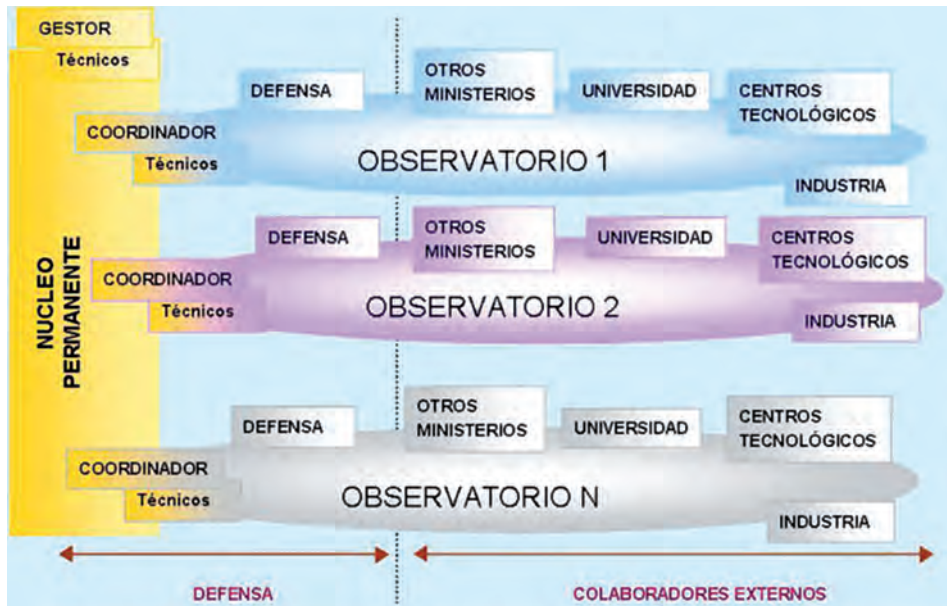 GESTOR
Técnicos
NUCLEO
PERMANENTE
DEFENSA
OTROS
MINISTERIOS
UNIVERSIDAD
CENTROS
TECNOLÓGICOS
COORDINADOR
Técnicos
OBSERVATORIO 1
INDUSTRIA
DEFENSA
OTROS
MINISTERIOS
UNIVERSIDAD
CENTROS
TECNOLÓGICOS
COORDINADOR
Técnicos
OBSERVATORIO 2
INDUSTRIA
DEFENSA
OTROS
MINISTERIOS
UNIVERSIDAD
CENTROS
TECNOLÓGICOS
COORDINADOR
Técnicos
OBSERVATORIO N
INDUSTRIA
DEFENSA
COLABORADORES EXTERNOS